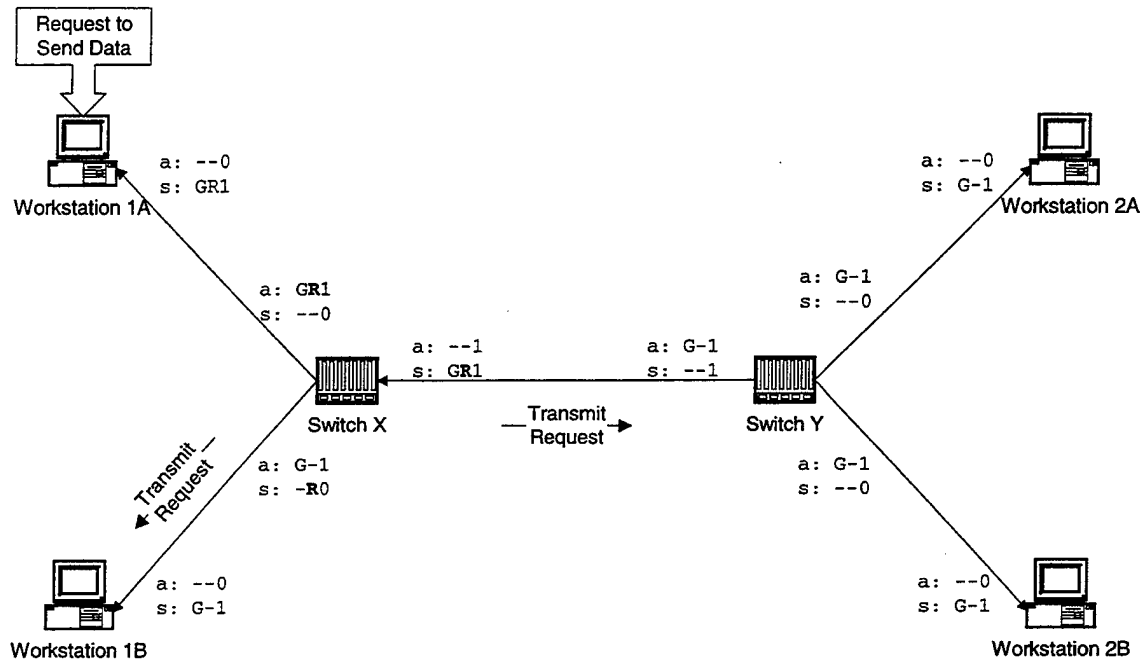 Request to
Send Data
a: --0
s: GR1
Workstation 1A
a: --0
s: G-1
Workstation 2A
a: GR1
s: --0
a: G-1
s: --0
a: --1
s: GR1
a: G-1
s: --1
Switch X
Transmit
Request
Switch Y
Transmit
Request
a: G-1
s: -R0
a: G-1
s: --0
a: --0
s: G-1
Workstation 1B
a: --0
s: G-1
Workstation 2B